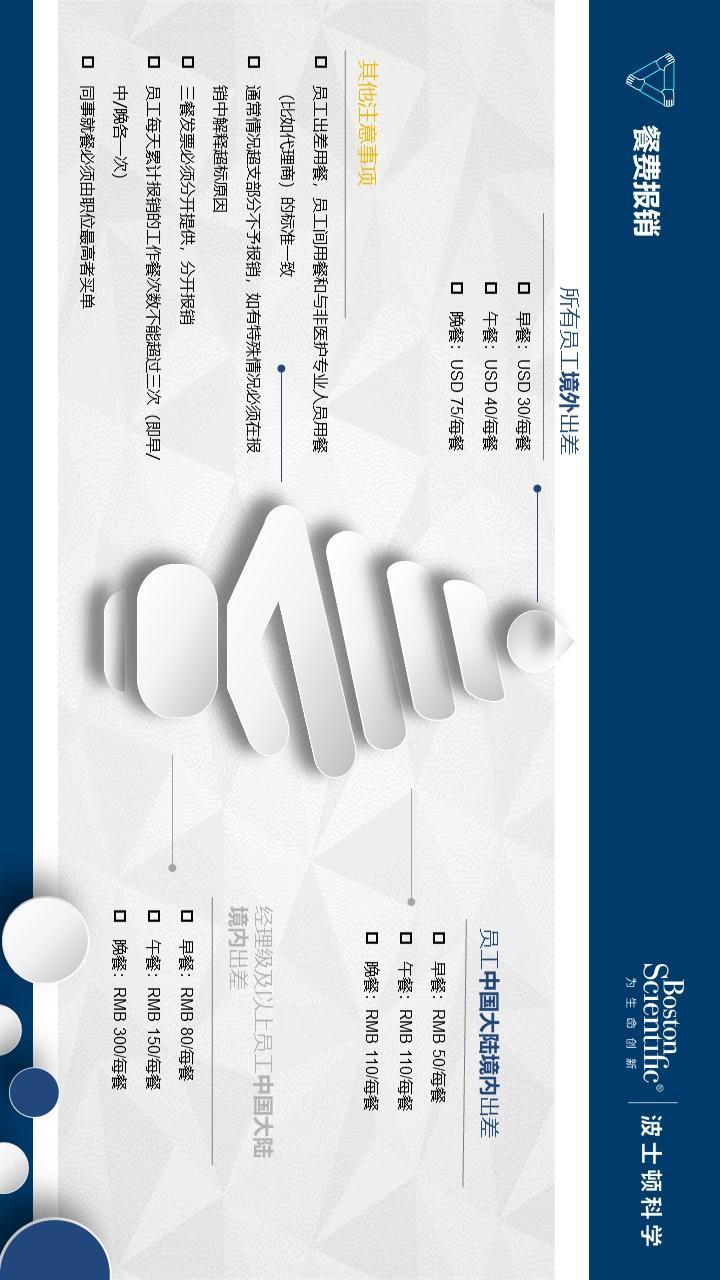 餐费报销
Boston
Scientific®
为生命创新
波士顿科学
所有员工境外出差
早餐：USD 30/每餐
午餐：USD 40/每餐
晚餐：USD 75/每餐
其他注意事项
员工出差用餐，员工间用餐和与非医护专业人员用餐
（比如代理商）的标准一致
通常情况超支部分不予报销，如有特殊情况必须在报
销中解释超标原因
三餐发票必须分开提供，分开报销
员工每天累计报销的工作餐次数不能超过三次（即早/
中/晚各一次）
同事就餐必须由职位最高者买单
员工中国大陆境内出差
早餐：RMB 50/每餐
午餐：RMB 110/每餐
晚餐：RMB 110/每餐
经理级及以上员工中国大陆
境内出差
早餐：RMB 80/每餐
午餐：RMB 150/每餐
晚餐：RMB 300/每餐